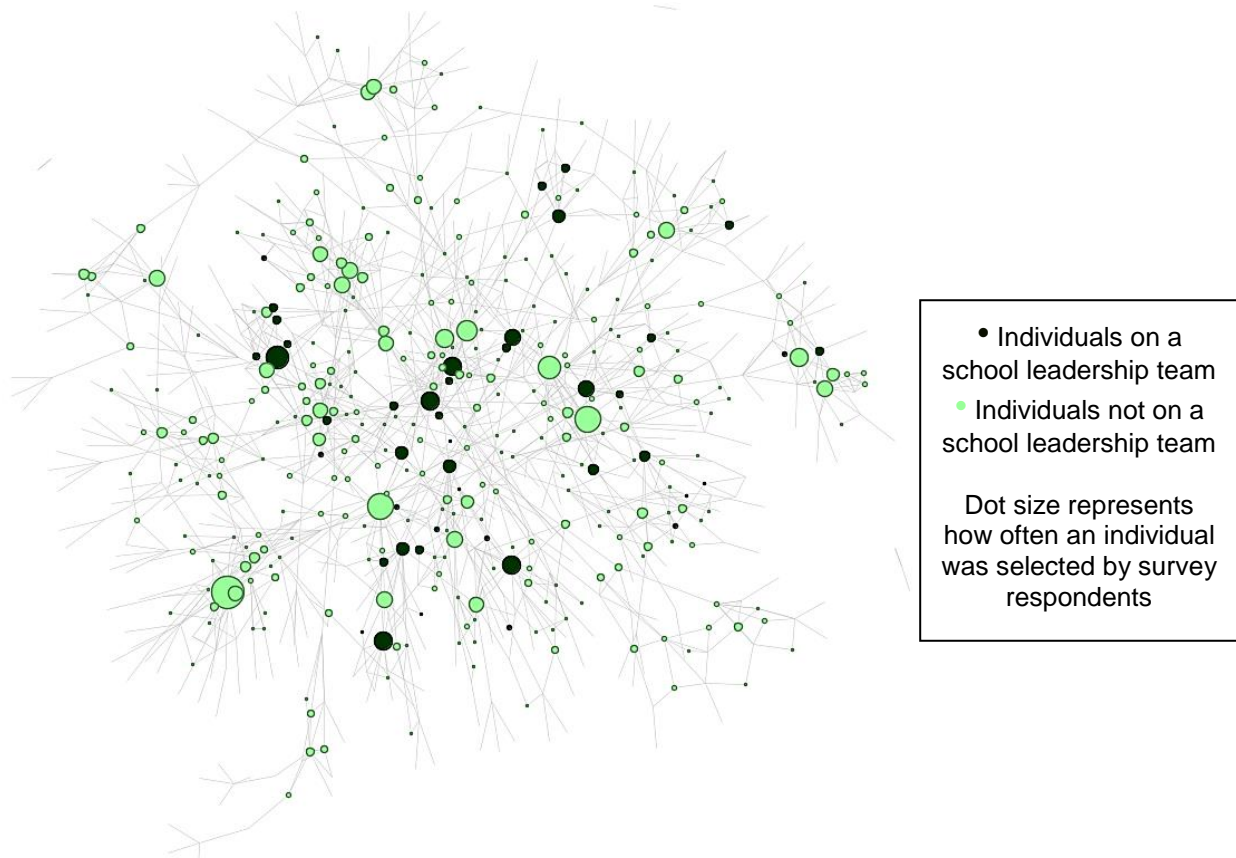 • Individuals on a
school leadership team
• Individuals not on a
school leadership team
Dot size represents
how often an individual
was selected by survey
respondents